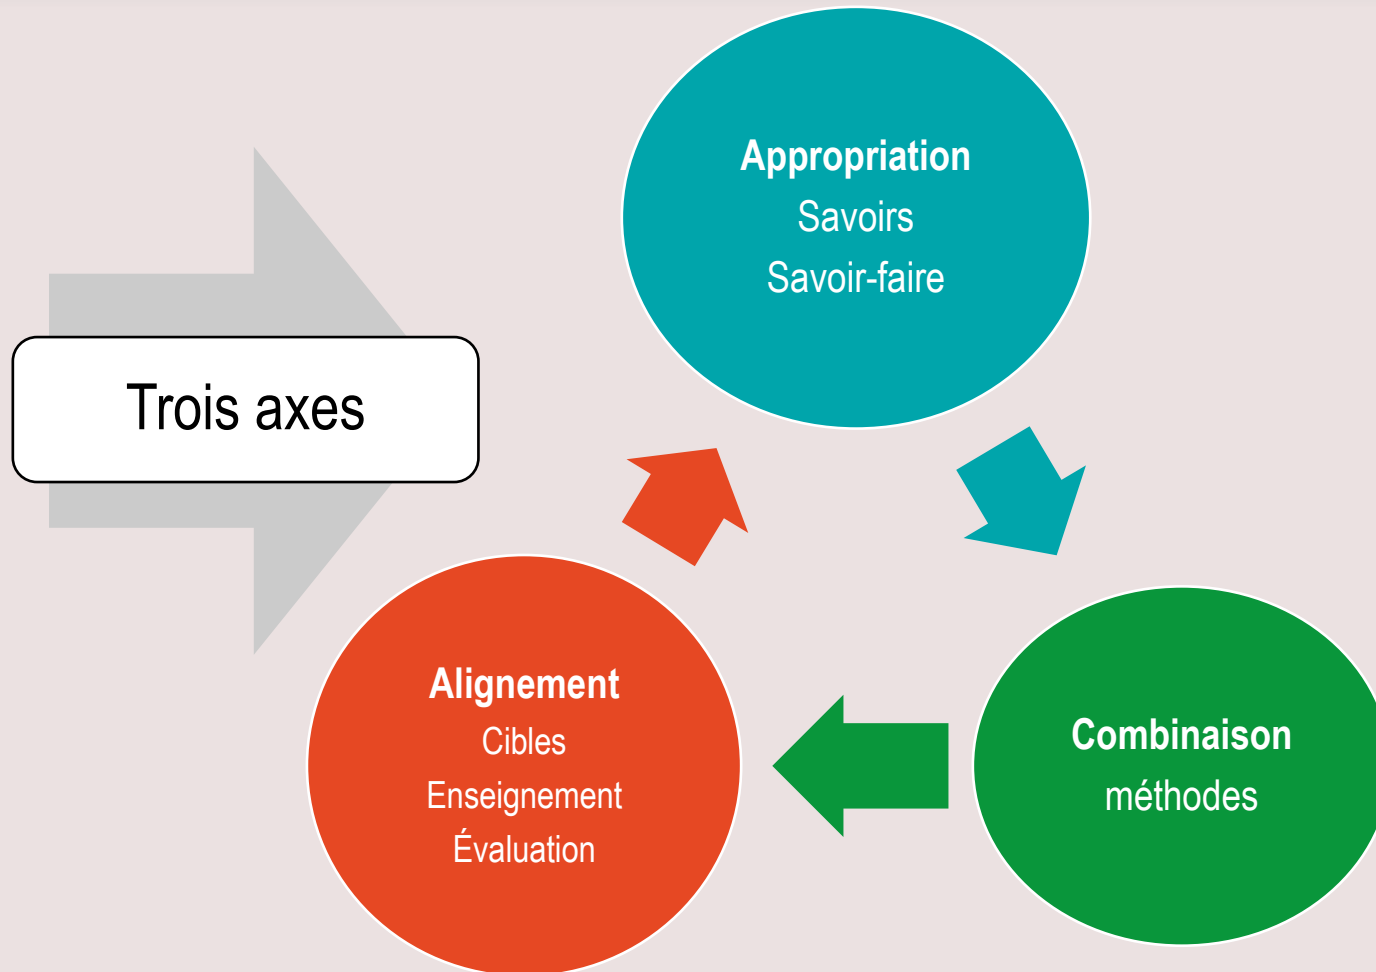 Trois axes
Appropriation
Savoirs
Savoir-faire
Combinaison
méthodes
Alignement
Cibles
Enseignement
Évaluation